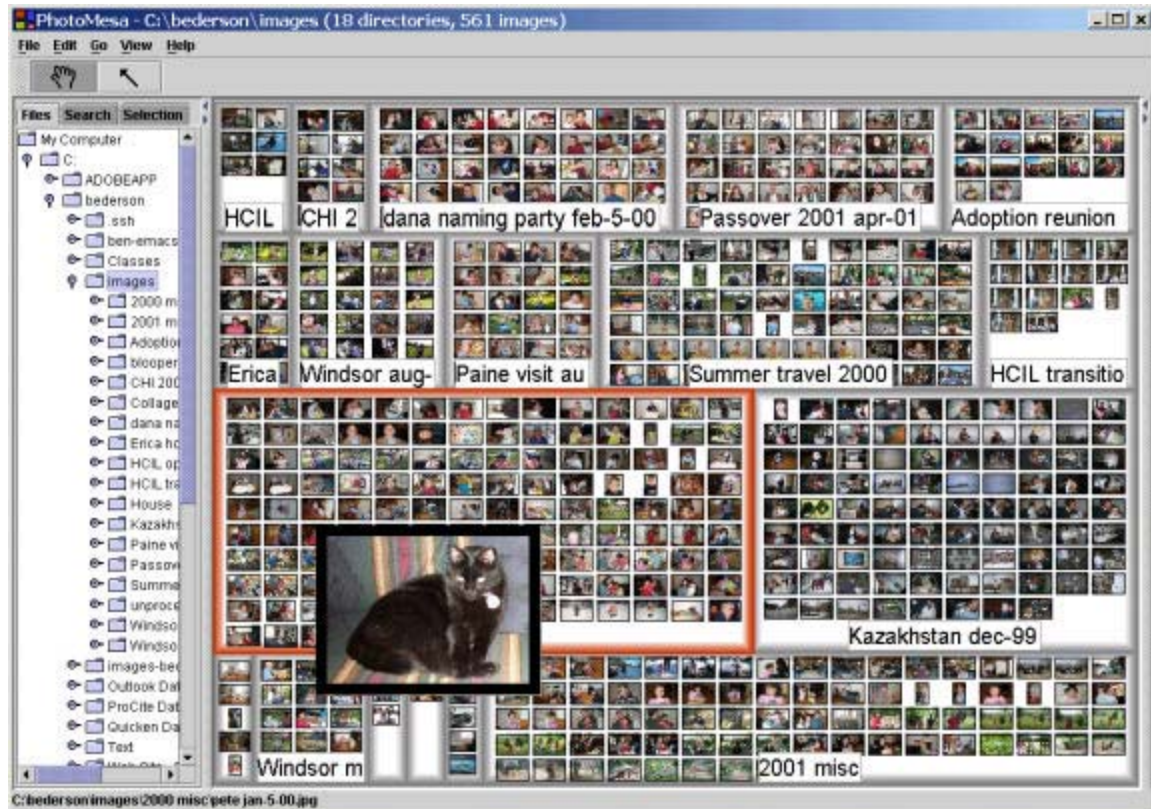 PhotoMesa - C:\bederson\images (18 directories, 561 images)
File Edit Go View Help
Files Search Selection
My Computer
C:
ADOBEAPP
bederson
.ssh
ben-emacs
Classes
images
2000 m
2001 m
Adoption
blooper
CHI 200
Collage
dana na
Erica ho
HCIL op
HCIL tra
House
Kazakhs
Paine vi
Passov
Summe
unproce
Windso
Windso
images-bed
Outlook Dat
ProCite Dat
Quicken Da
Text
HCIL CHI 2 dana naming party feb-5-00 Passover 2001 apr-01 Adoption reunion
Erica Windsor aug- Paine visit au Summer travel 2000 HCIL transitio
Kazakhstan dec-99
Windsor m 2001 misc
C:\bederson\images\2000 misc\pete jan-5-00.jpg